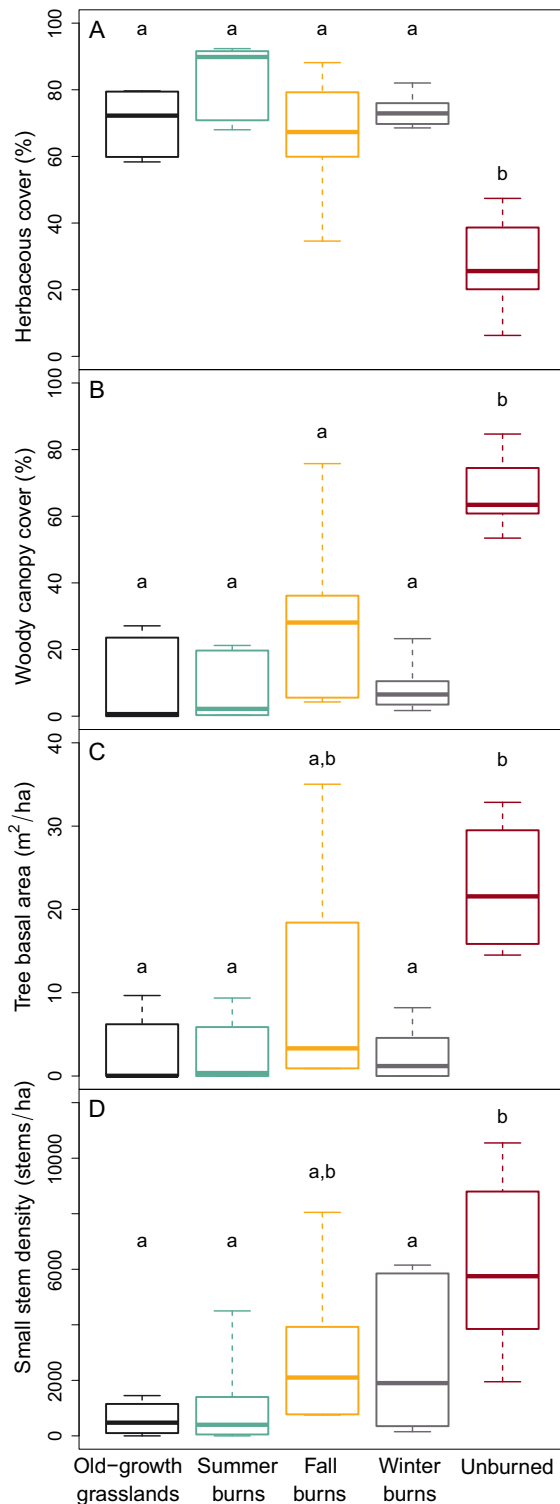 A
a a a a b
Herbaceous cover (%)
100
80
60
40
20
0
B
a a a a b
Woody canopy cover (%)
100
80
60
40
20
0
C
a a a,b a b
Tree basal area (m²/ha)
40
30
20
10
0
D
a a a,b a b
Small stem density (stems/ha)
10000
6000
2000
0
Old−growth grasslands
Summer burns
Fall burns
Winter burns
Unburned